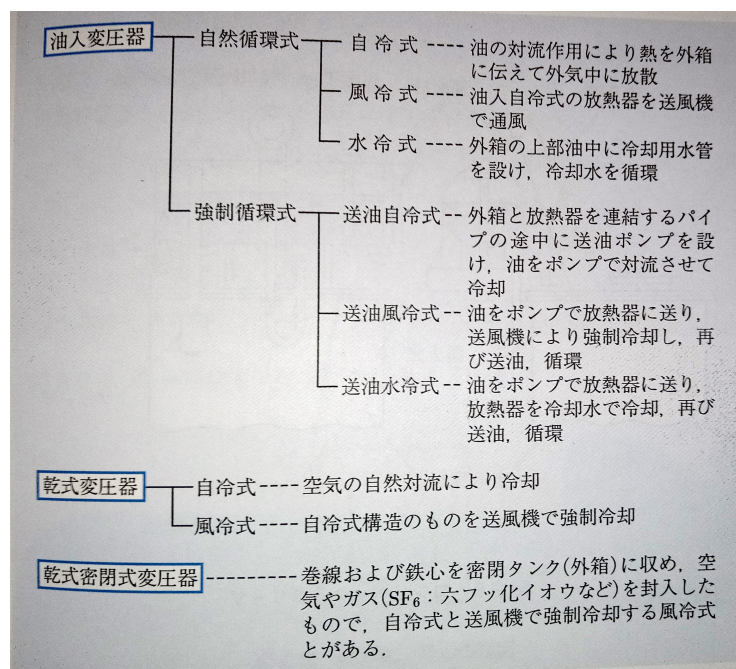 油入変圧器 自然循環式 自冷式 油の対流作用により熱を外箱
に伝えて外気中に放散
風冷式 油入自冷式の放熱器を送風機
で通風
水冷式 外箱の上部油中に冷却用水管
を設け，冷却水を循環
強制循環式 送油自冷式 外箱と放熱器を連結するパイ
プの途中に送油ポンプを設
け，油をポンプで対流させて
冷却
送油風冷式 油をポンプで放熱器に送り，
送風機により強制冷却し，再
び送油，循環
送油水冷式 油をポンプで放熱器に送り，
放熱器を冷却水で冷却，再び
送油，循環
乾式変圧器 自冷式 空気の自然対流により冷却
風冷式 自冷式構造のものを送風機で強制冷却
乾式密閉式変圧器 巻線および鉄心を密閉タンク(外箱)に収め，空
気やガス(SF₆：六フッ化イオウなど)を封入した
もので，自冷式と送風機で強制冷却する風冷式
とがある．